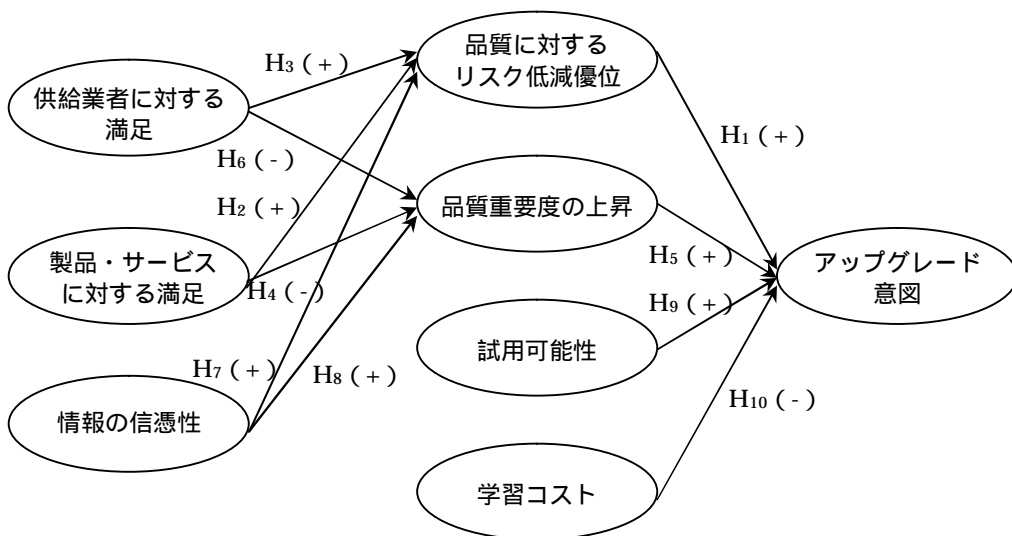 品質に対する
リスク低減優位
H₃ ( + )
供給業者に対する
満足
H₁ ( + )
H₆ ( - )
H₂ ( + )
品質重要度の上昇
製品・サービス
に対する満足
H₅ ( + )
アップグレード
意図
H₄ ( - )
H₉ ( + )
試用可能性
H₇ ( + )
H₈ ( + )
H₁₀ ( - )
情報の信憑性
学習コスト